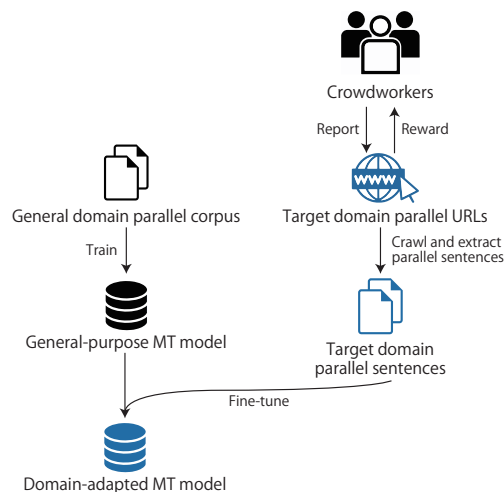 Crowdworkers
Report
Reward
www
General domain parallel corpus
Target domain parallel URLs
Train
Crawl and extract
parallel sentences
General-purpose MT model
Target domain
parallel sentences
Fine-tune
Domain-adapted MT model